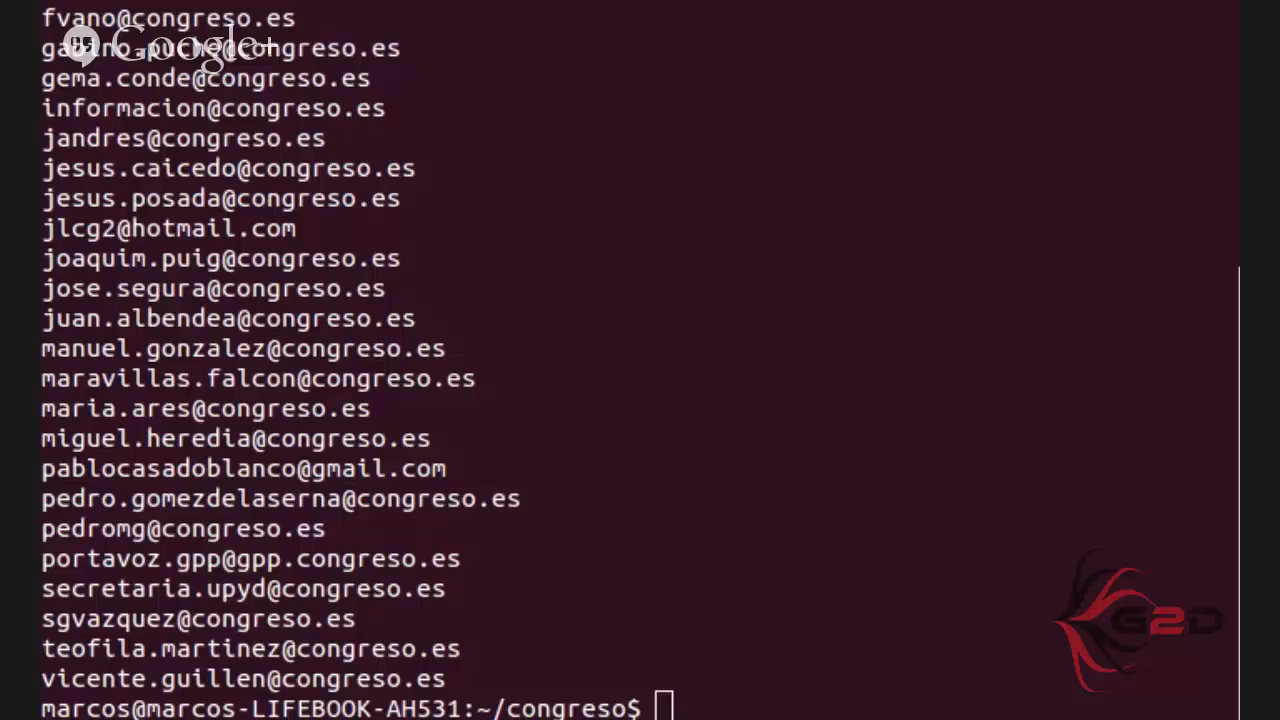 fvano@congreso.es
gabino.puche@congreso.es
Google+
gema.conde@congreso.es
informacion@congreso.es
jandres@congreso.es
jesus.caicedo@congreso.es
jesus.posada@congreso.es
jlcg2@hotmail.com
joaquim.puig@congreso.es
jose.segura@congreso.es
juan.albendea@congreso.es
manuel.gonzalez@congreso.es
maravillas.falcon@congreso.es
maria.ares@congreso.es
miguel.heredia@congreso.es
pablocasadoblanco@gmail.com
pedro.gomezdelaserna@congreso.es
pedromg@congreso.es
portavoz.gpp@gpp.congreso.es
secretaria.upyd@congreso.es
sgvazquez@congreso.es
G2D
teofila.martinez@congreso.es
vicente.guillen@congreso.es
marcos@marcos-LIFEBOOK-AH531:~/congreso$